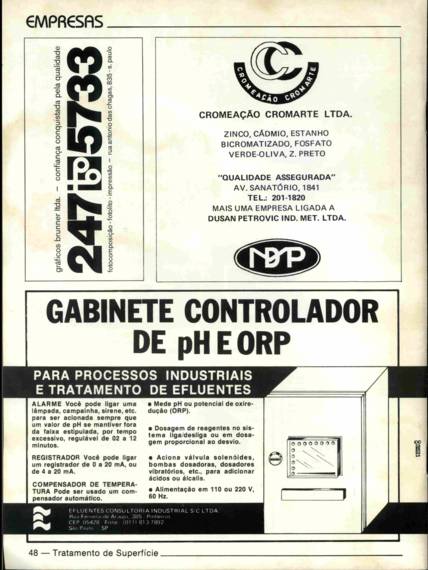 EMPRESAS
gráficos brunner ltda. — confiança conquistada pela qualidade
247 5733
fotocomposição - fotolito - impressão — rua antonio das chagas, 835 - s. paulo
CROMEAÇÃO CROMARTE
CROMEAÇÃO CROMARTE LTDA.
ZINCO, CÁDMIO, ESTANHO
BICROMATIZADO, FOSFATO
VERDE-OLIVA, Z. PRETO
"QUALIDADE ASSEGURADA"
AV. SANATÓRIO, 1841
TEL.: 201-1820
MAIS UMA EMPRESA LIGADA A
DUSAN PETROVIC IND. MET. LTDA.
GABINETE CONTROLADOR
DE pH E ORP
PARA PROCESSOS INDUSTRIAIS
E TRATAMENTO DE EFLUENTES
ALARME Você pode ligar uma
lâmpada, campainha, sirene, etc.
para ser acionada sempre que
um valor de pH se mantiver fora
da faixa estipulada, por tempo
excessivo, regulável de 02 a 12
minutos.
REGISTRADOR Você pode ligar
um registrador de 0 a 20 mA, ou
de 4 a 20 mA.
COMPENSADOR DE TEMPERA-
TURA Pode ser usado um com-
pensador automático.
• Mede pH ou potencial de oxire-
dução (ORP).
• Dosagem de reagentes no sis-
tema liga/desliga ou em dosa-
gem proporcional ao desvio.
• Aciona válvula solenóides,
bombas dosadoras, dosadores
vibratórios, etc., para adicionar
ácidos ou álcalis.
• Alimentação em 110 ou 220 V,
60 Hz.
EFLUENTES CONSULTORIA INDUSTRIAL S/C LTDA.
CEP 05428 Fone: (011) 813-7892
São Paulo SP
48 — Tratamento de Superfície